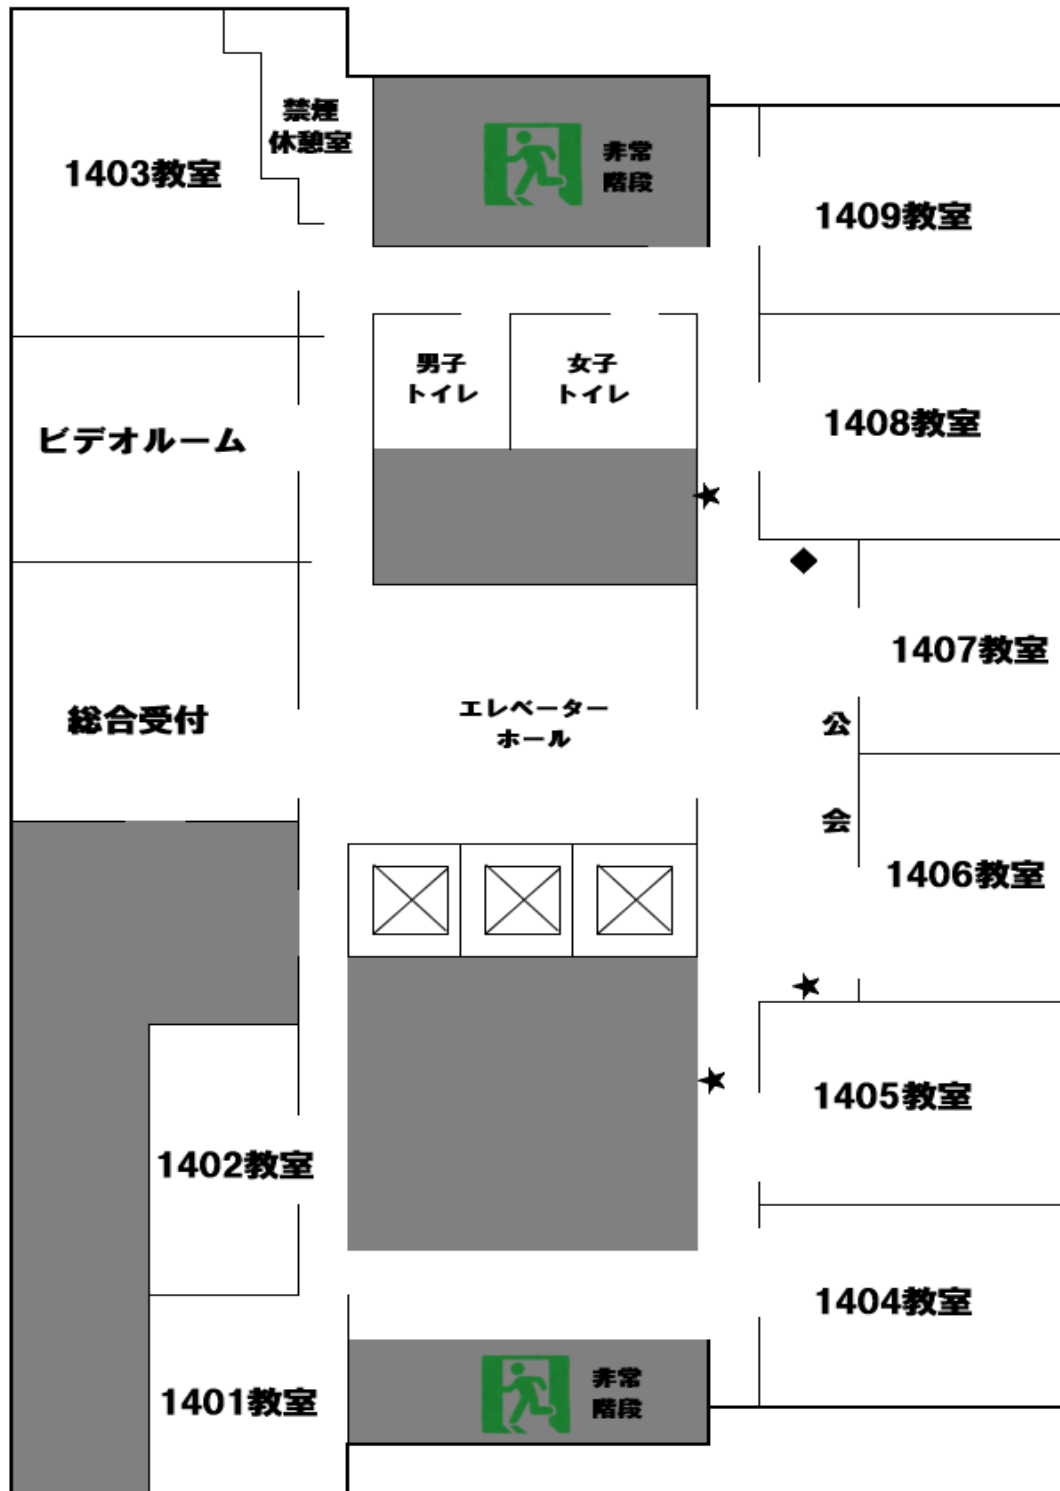 禁煙
休憩室
1403教室
非常
階段
1409教室
男子
トイレ
女子
トイレ
1408教室
ビデオルーム
★
◆
1407教室
総合受付
エレベーター
ホール
公
会
1406教室
★
★
1405教室
1402教室
1404教室
1401教室
非常
階段